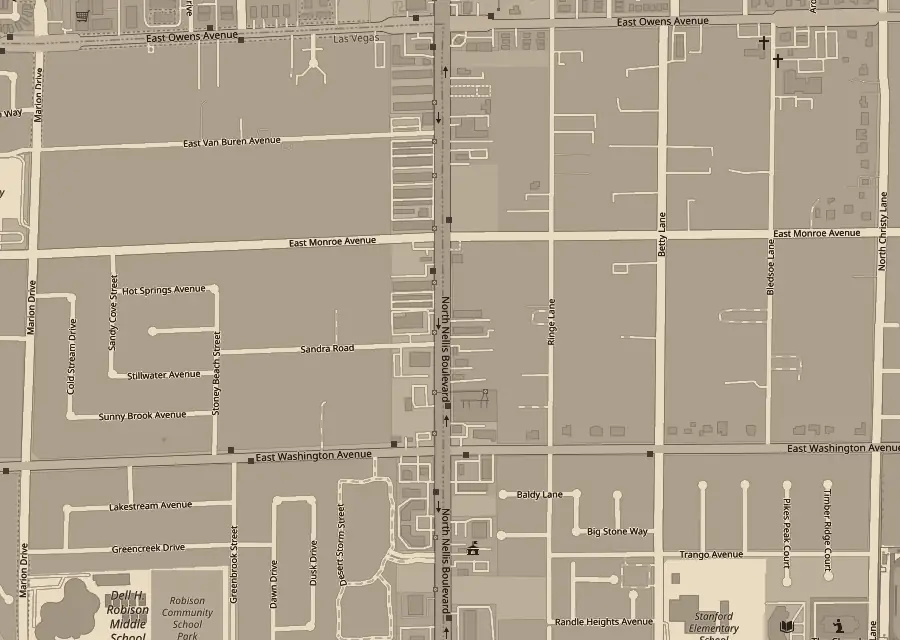 East Owens Avenue
East Owens Avenue
Las Vegas
Marion Drive
Way
East Van Buren Avenue
East Monroe Avenue
East Monroe Avenue
Betty Lane
Bledsoe Lane
North Christy Lane
Marion Drive
Hot Springs Avenue
Sandy Cove Street
Cold Stream Drive
Stoney Beach Street
Sandra Road
Stillwater Avenue
Sunny Brook Avenue
North Nellis Boulevard
Ringe Lane
East Washington Avenue
East Washington Avenue
Lakestream Avenue
Greencreek Drive
Greenbrook Street
Dawn Drive
Dusk Drive
Desert Storm Street
Marion Drive
North Nellis Boulevard
Baldy Lane
Big Stone Way
Pikes Peak Court
Timber Ridge Court
Trango Avenue
Randle Heights Avenue
Dell H.
Robison
Middle
School
Robison
Community
School
Park
Stanford
Elementary
School